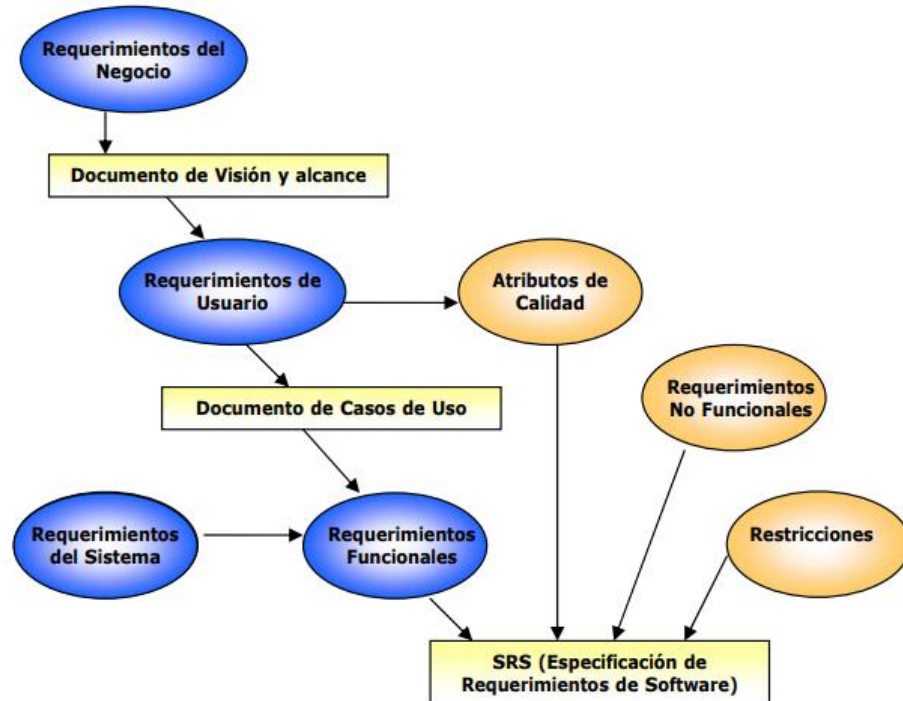 Requerimientos del
Negocio
Documento de Visión y alcance
Requerimientos de
Usuario
Atributos de
Calidad
Requerimientos
No Funcionales
Documento de Casos de Uso
Requerimientos
del Sistema
Requerimientos
Funcionales
Restricciones
SRS (Especificación de
Requerimientos de Software)